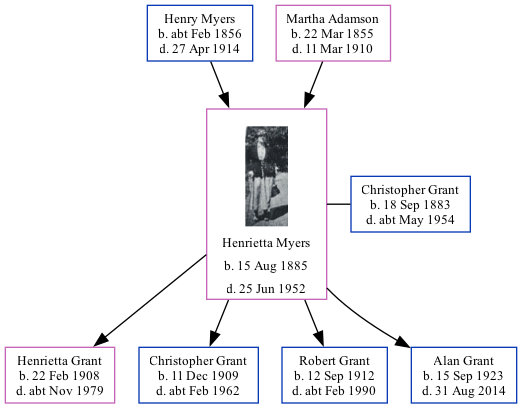 Henry Myers
b. abt Feb 1856
d. 27 Apr 1914
Martha Adamson
b. 22 Mar 1855
d. 11 Mar 1910
Christopher Grant
b. 18 Sep 1883
d. abt May 1954
Henrietta Myers
b. 15 Aug 1885
d. 25 Jun 1952
Henrietta Grant
b. 22 Feb 1908
d. abt Nov 1979
Christopher Grant
b. 11 Dec 1909
d. abt Feb 1962
Robert Grant
b. 12 Sep 1912
d. abt Feb 1990
Alan Grant
b. 15 Sep 1923
d. 31 Aug 2014